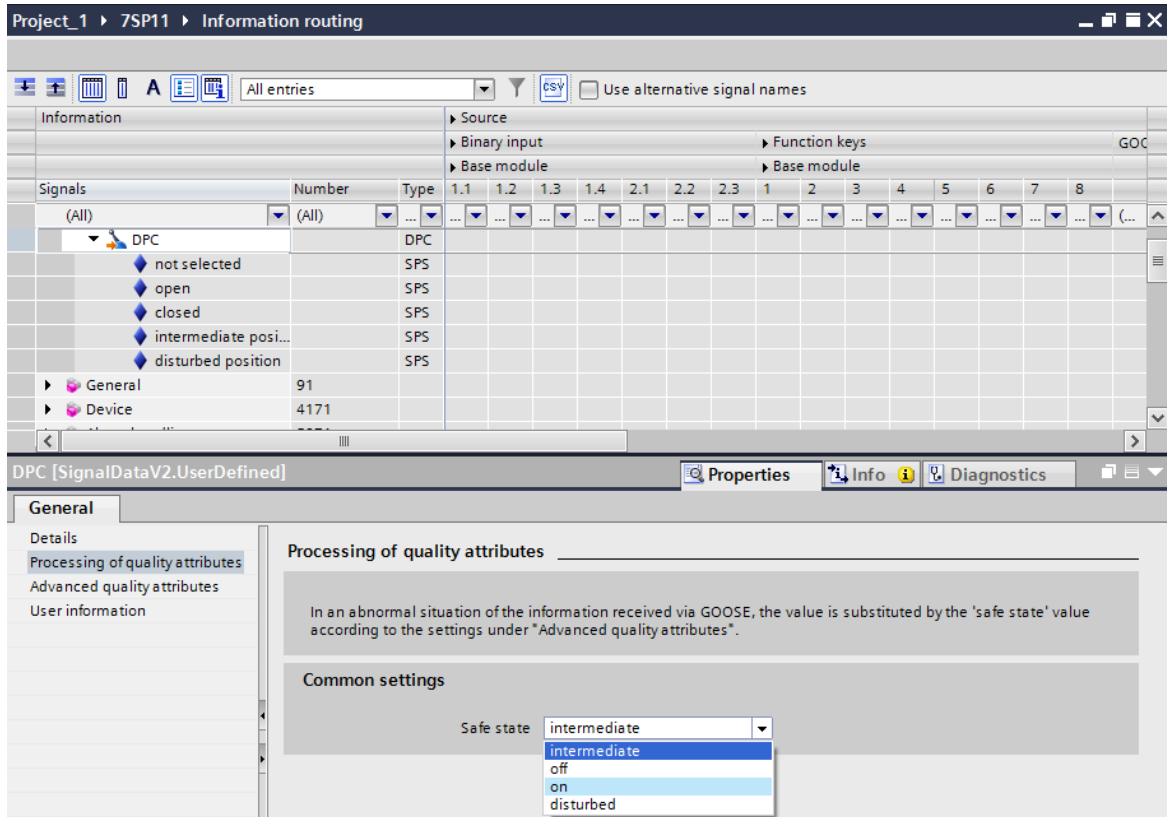 Project_1 ▸ 7SP11 ▸ Information routing
A All entries CSV Use alternative signal names
Information Source
Binary input Function keys GOO
Base module Base module
Signals Number Type 1.1 1.2 1.3 1.4 2.1 2.2 2.3 1 2 3 4 5 6 7 8
(All) (All) ... ... ... ... ... ... ... ... ... ... ... ... ... ... ... ... (...
DPC DPC
not selected SPS
open SPS
closed SPS
intermediate posi... SPS
disturbed position SPS
General 91
Device 4171
DPC [SignalDataV2.UserDefined] Properties Info Diagnostics
General
Details
Processing of quality attributes
Advanced quality attributes
User information
Processing of quality attributes
In an abnormal situation of the information received via GOOSE, the value is substituted by the 'safe state' value
according to the settings under "Advanced quality attributes".
Common settings
Safe state intermediate
intermediate
off
on
disturbed